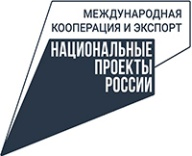 МЕЖДУНАРОДНАЯ
КООПЕРАЦИЯ И ЭКСПОРТ
НАЦИОНАЛЬНЫЕ
ПРОЕКТЫ
РОССИИ